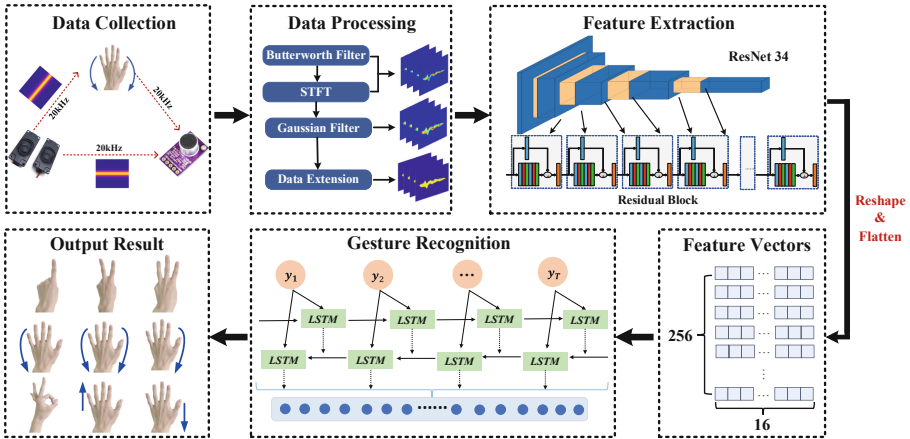 Data Collection
20kHz
20kHz
20kHz
Data Processing
Butterworth Filter
STFT
Gaussian Filter
Data Extension
Feature Extraction
ResNet 34
......
Residual Block
Reshape
&
Flatten
Output Result
Gesture Recognition
y1
y2
...
yT
LSTM
LSTM
LSTM
LSTM
LSTM
LSTM
LSTM
LSTM
......
Feature Vectors
256
...
...
...
...
...
...
16